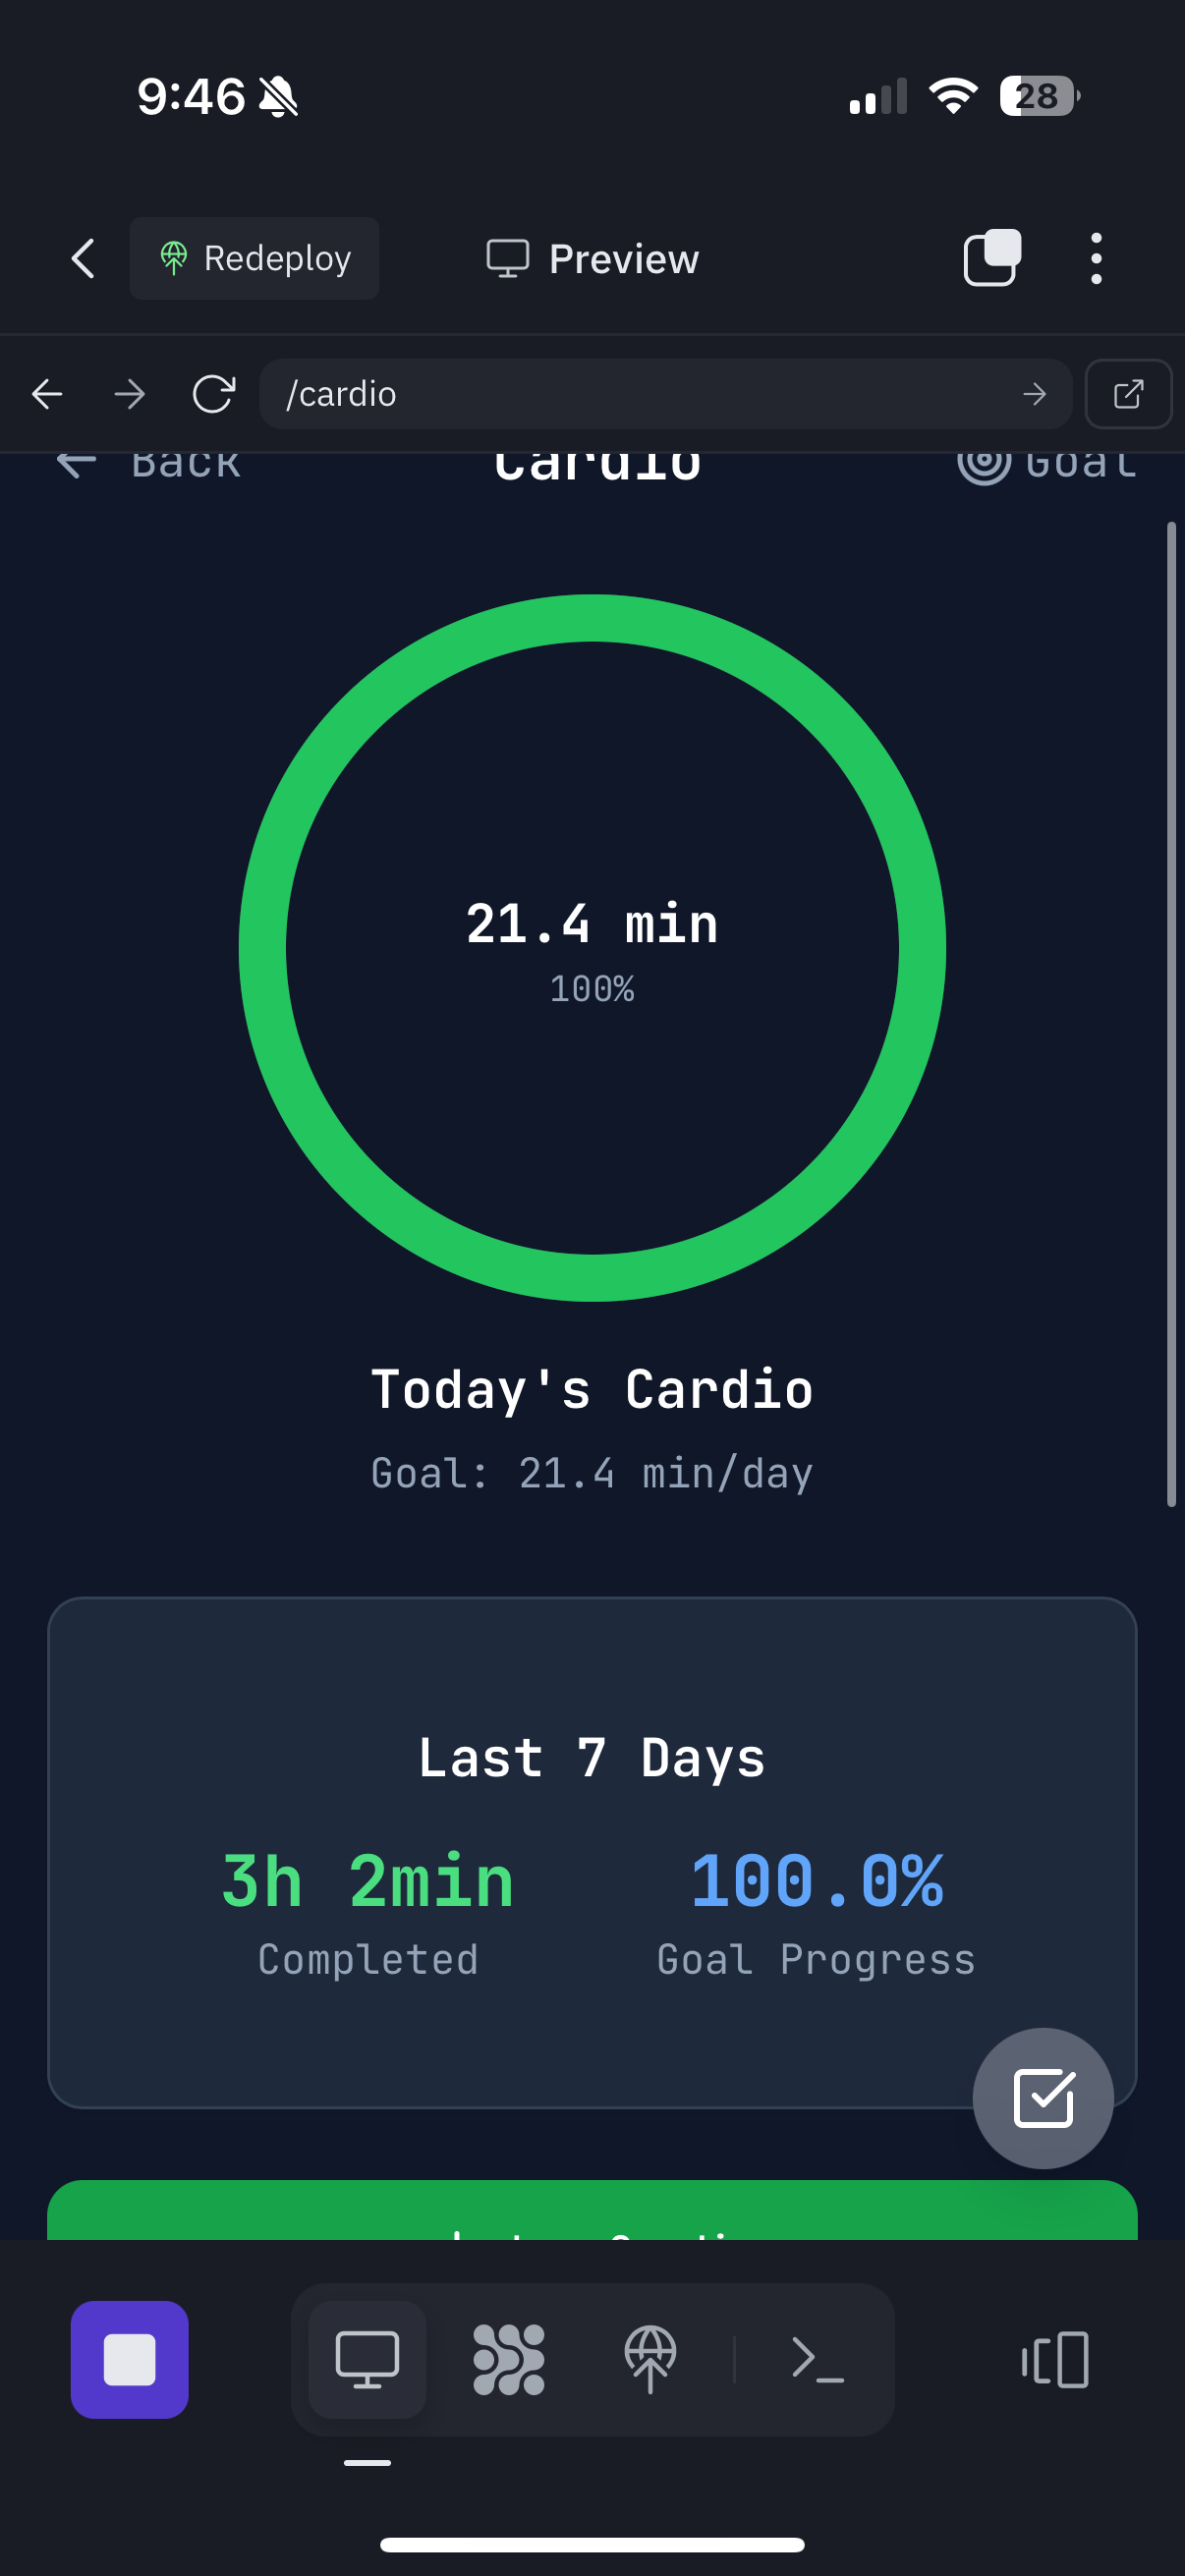 9:46
28
Redeploy
Preview
/cardio
Back
Cardio
Goal
21.4 min
100%
Today's Cardio
Goal: 21.4 min/day
Last 7 Days
3h 2min
100.0%
Completed
Goal Progress